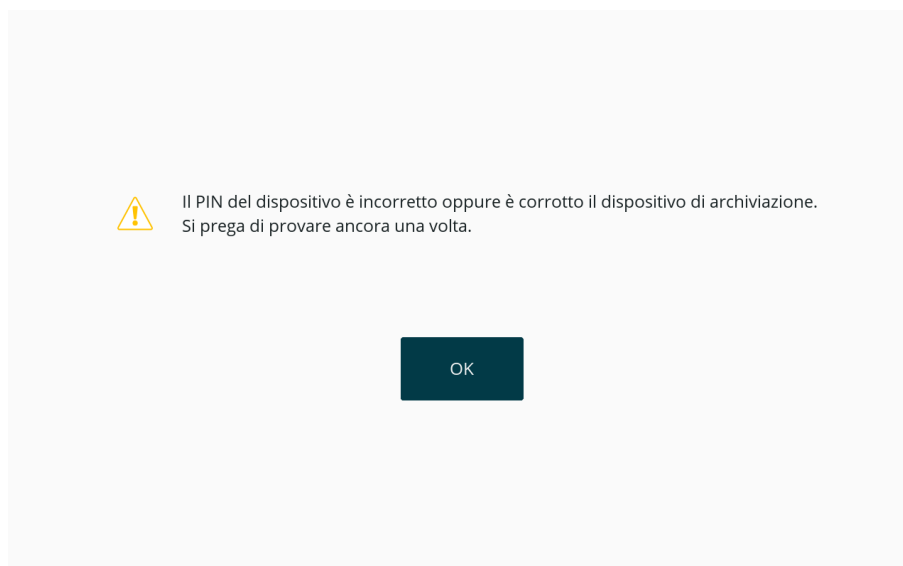 Il PIN del dispositivo è incorretto oppure è corrotto il dispositivo di archiviazione.
Si prega di provare ancora una volta.
OK